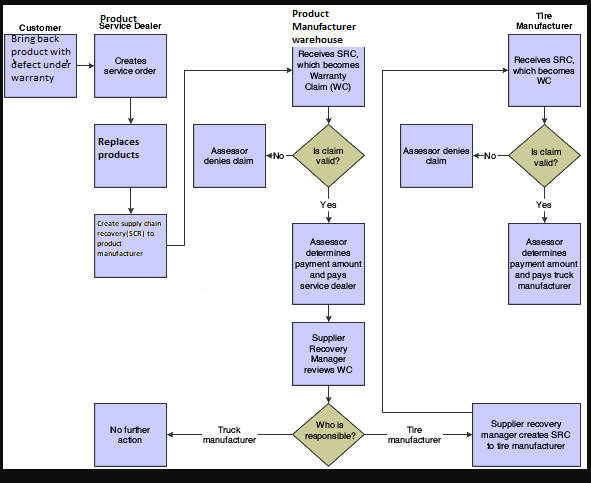 Customer
Bring back
product with
defect under
warranty
Product
Service Dealer
Creates
service order
Replaces
products
Create supply chain
recovery(SCR) to
product
manufacturer
Product
Manufacturer
warehouse
Receives SRC,
which becomes
Warranty
Claim (WC)
Assessor
denies claim
No
Is claim
valid?
Yes
Assessor
determines
payment amount
and pays
service dealer
Supplier
Recovery
Manager
reviews WC
Who is
responsible?
Truck
manufacturer
No further
action
Tire
manufacturer
Supplier recovery
manager creates SRC
to tire manufacturer
Tire
Manufacturer
Receives SRC,
which becomes
WC
Is claim
valid?
No
Assessor denies
claim
Yes
Assessor
determines
payment amount
and pays truck
manufacturer